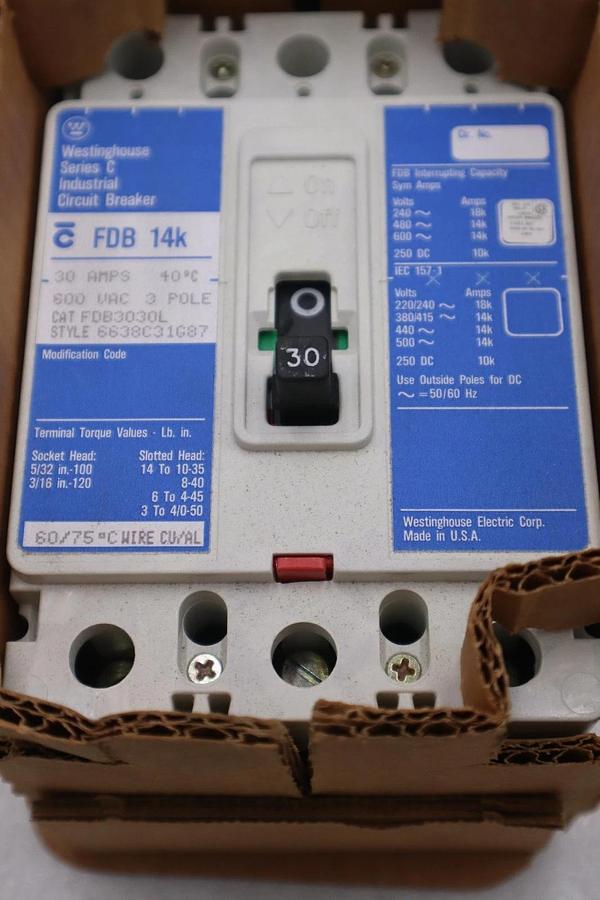 Westinghouse
Series C
Industrial
Circuit Breaker
C FDB 14k
30 AMPS 40°C
600 VAC 3 POLE
CAT FDB3030L
STYLE 6638C31G87
Modification Code
Terminal Torque Values - Lb. in.
Socket Head: Slotted Head:
5/32 in.-100 14 To 10-35
3/16 in.-120 8-40
6 To 4-45
3 To 4/0-50
60/75°C WIRE CU/AL
On
Off
O
30
Cir. No.
FDB Interrupting Capacity
Sym Amps
Volts Amps
240 ~ 18k
480 ~ 14k
600 ~ 14k
250 DC 10k
IEC 157-1
Volts Amps
220/240 ~ 18k
380/415 ~ 14k
440 ~ 14k
500 ~ 14k
250 DC 10k
Use Outside Poles for DC
~ = 50/60 Hz
Westinghouse Electric Corp.
Made in U.S.A.